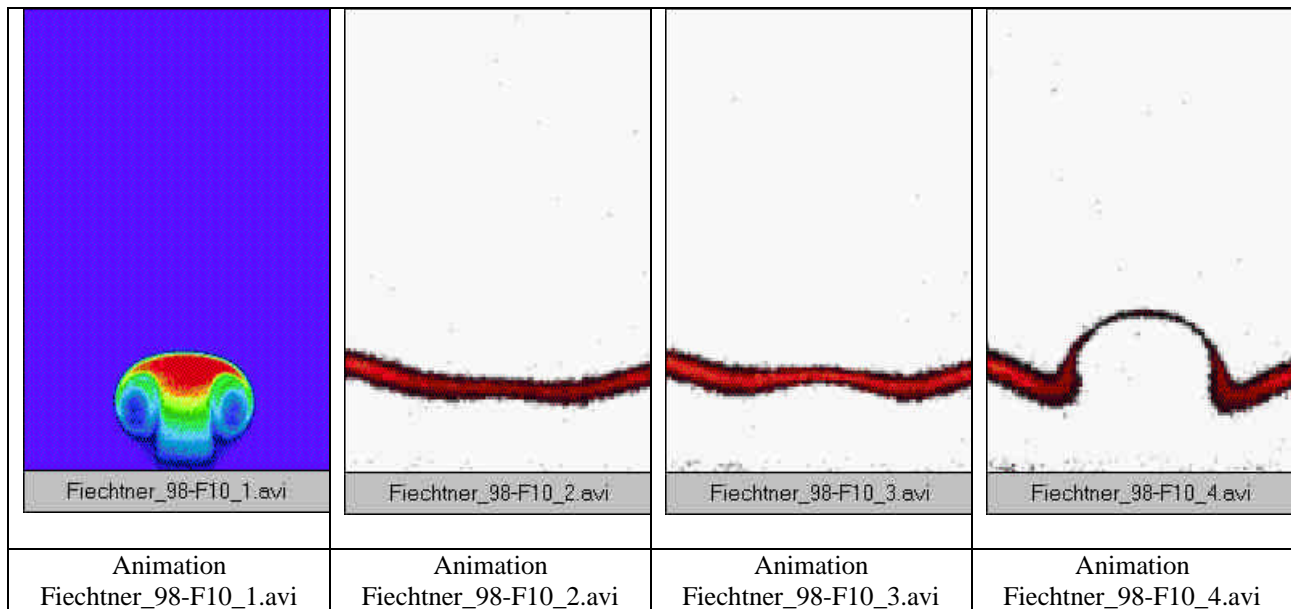 Fiechtner_98-F10_1.avi
Fiechtner_98-F10_2.avi
Fiechtner_98-F10_3.avi
Fiechtner_98-F10_4.avi
Animation
Fiechtner_98-F10_1.avi
Animation
Fiechtner_98-F10_2.avi
Animation
Fiechtner_98-F10_3.avi
Animation
Fiechtner_98-F10_4.avi